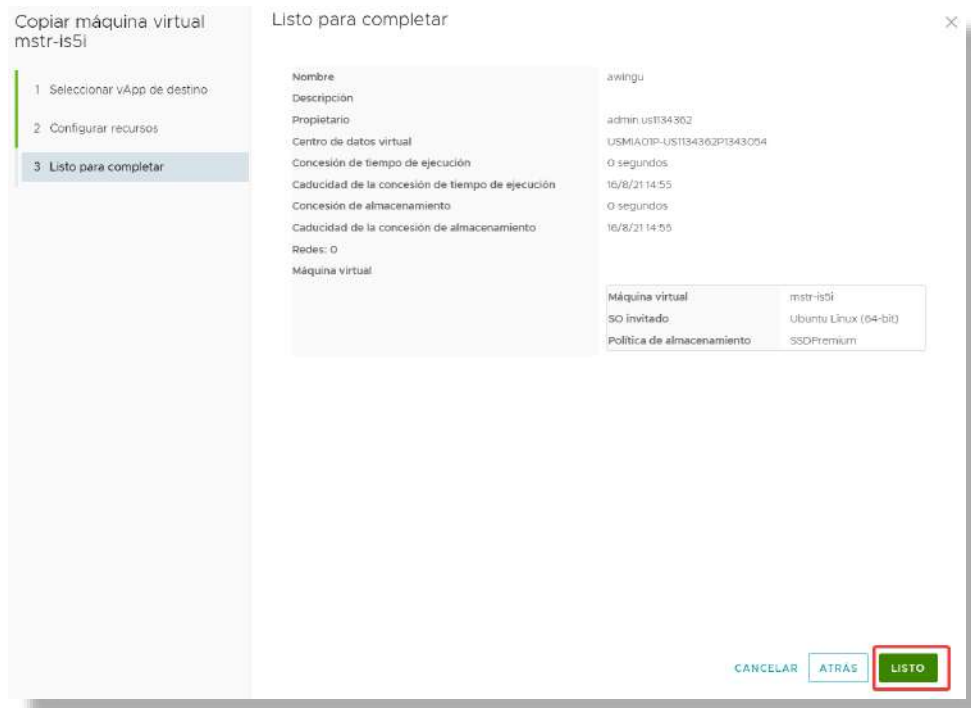 Copiar máquina virtual
mstr-is5i
1 Seleccionar vApp de destino
2 Configurar recursos
3 Listo para completar
Listo para completar
Nombre awingu
Descripción
Propietario admin.us1134362
Centro de datos virtual USMIA01P-US1134362P1343054
Concesión de tiempo de ejecución 0 segundos
Caducidad de la concesión de tiempo de ejecución 16/8/21 14:55
Concesión de almacenamiento 0 segundos
Caducidad de la concesión de almacenamiento 16/8/21 14:55
Redes: 0
Máquina virtual
Máquina virtual mstr-is5i
SO invitado Ubuntu Linux (64-bit)
Política de almacenamiento SSDPremium
CANCELAR ATRÁS LISTO